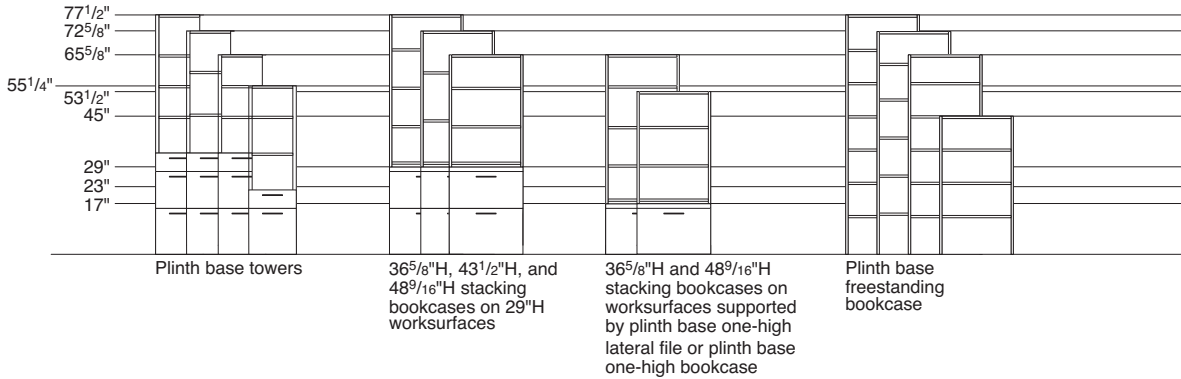 77 1/2"
72 5/8"
65 5/8"
55 1/4"
53 1/2"
45"
29"
23"
17"
Plinth base towers
36 5/8"H, 43 1/2"H, and
48 9/16"H stacking
bookcases on 29"H
worksurfaces
36 5/8"H and 48 9/16"H
stacking bookcases on
worksurfaces supported
by plinth base one-high
lateral file or plinth base
one-high bookcase
Plinth base
freestanding
bookcase